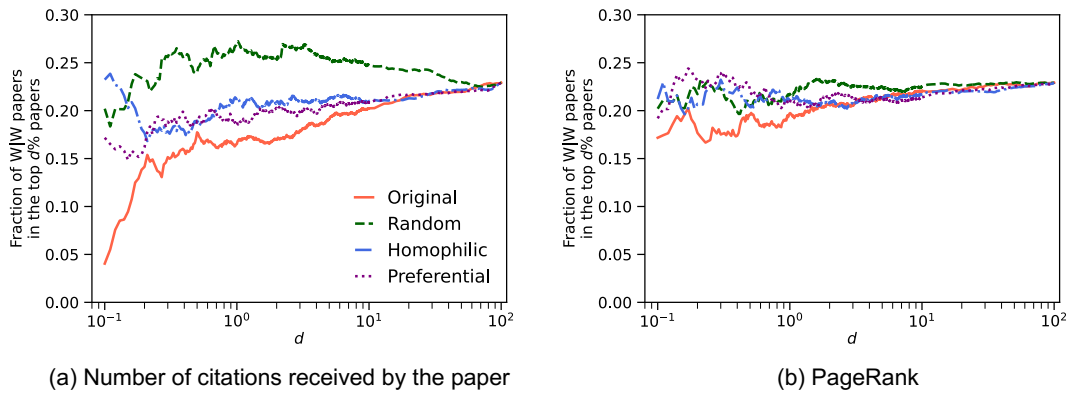 Fraction of W|W papers
in the top d% papers
0.30
0.25
0.20
0.15
0.10
0.05
0.00
Original
Random
Homophilic
Preferential
10⁻¹ 10⁰ 10¹ 10²
d
(a) Number of citations received by the paper
Fraction of W|W papers
in the top d% papers
0.30
0.25
0.20
0.15
0.10
0.05
0.00
10⁻¹ 10⁰ 10¹ 10²
d
(b) PageRank